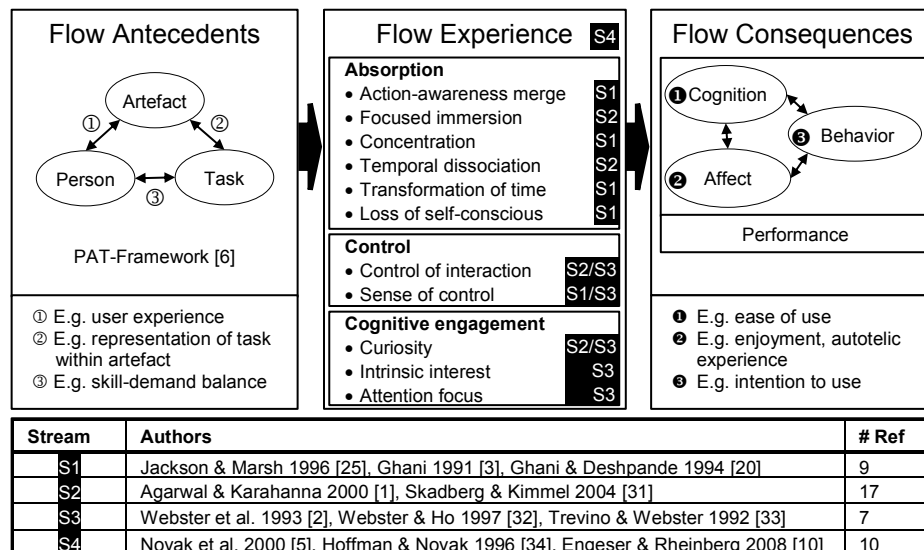 Flow Antecedents
Artefact
①
②
Person
Task
③
PAT-Framework [6]
① E.g. user experience
② E.g. representation of task
within artefact
③ E.g. skill-demand balance
Flow Experience S4
Absorption
• Action-awareness merge S1
• Focused immersion S2
• Concentration S1
• Temporal dissociation S2
• Transformation of time S1
• Loss of self-conscious S1
Control
• Control of interaction S2/S3
• Sense of control S1/S3
Cognitive engagement
• Curiosity S2/S3
• Intrinsic interest S3
• Attention focus S3
Flow Consequences
❶ Cognition
❸ Behavior
❷ Affect
Performance
❶ E.g. ease of use
❷ E.g. enjoyment, autotelic
experience
❸ E.g. intention to use
Stream Authors # Ref
S1 Jackson & Marsh 1996 [25], Ghani 1991 [3], Ghani & Deshpande 1994 [20] 9
S2 Agarwal & Karahanna 2000 [1], Skadberg & Kimmel 2004 [31] 17
S3 Webster et al. 1993 [2], Webster & Ho 1997 [32], Trevino & Webster 1992 [33] 7
S4 Novak et al. 2000 [5], Hoffman & Novak 1996 [34], Engeser & Rheinberg 2008 [10] 10